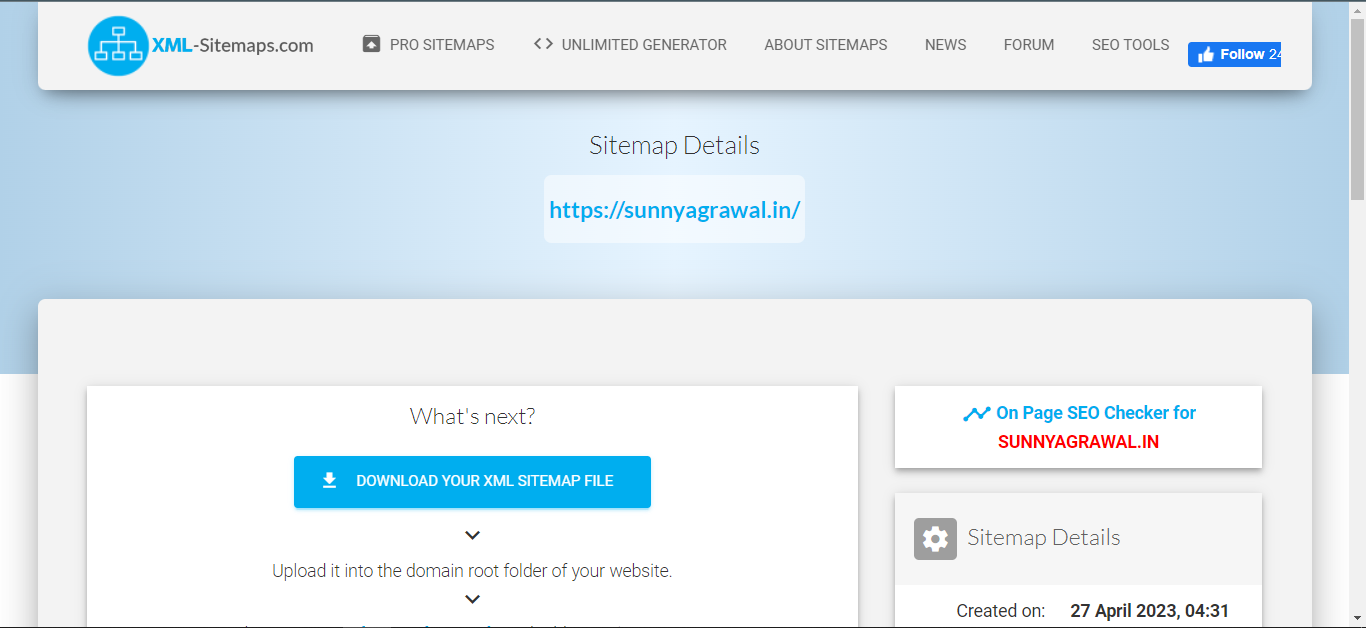 XML-Sitemaps.com
PRO SITEMAPS
UNLIMITED GENERATOR
ABOUT SITEMAPS
NEWS
FORUM
SEO TOOLS
Follow 24
Sitemap Details
https://sunnyagrawal.in/
What's next?
DOWNLOAD YOUR XML SITEMAP FILE
Upload it into the domain root folder of your website.
On Page SEO Checker for
SUNNYAGRAWAL.IN
Sitemap Details
Created on: 27 April 2023, 04:31